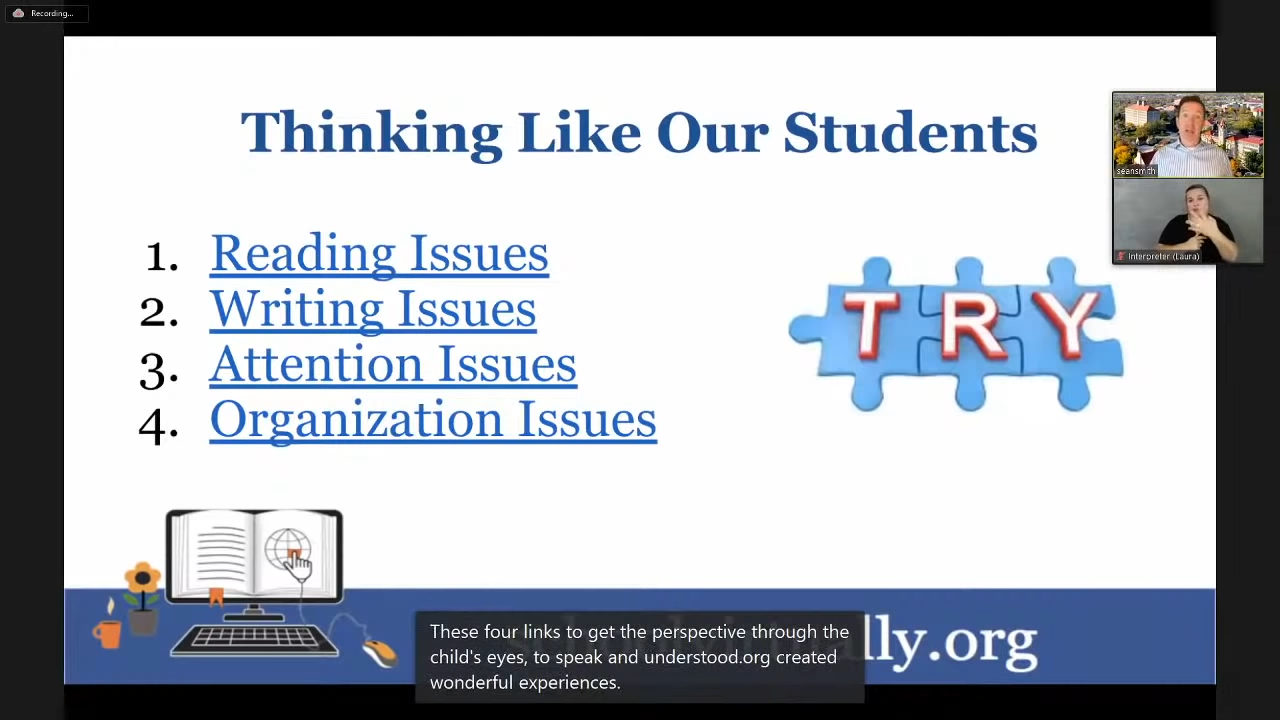 Recording...
Thinking Like Our Students
seansmith
Interpreter (Laura)
1. Reading Issues
2. Writing Issues
3. Attention Issues
4. Organization Issues
TRY
These four links to get the perspective through the
child's eyes, to speak and understood.org created
wonderful experiences.
lly.org